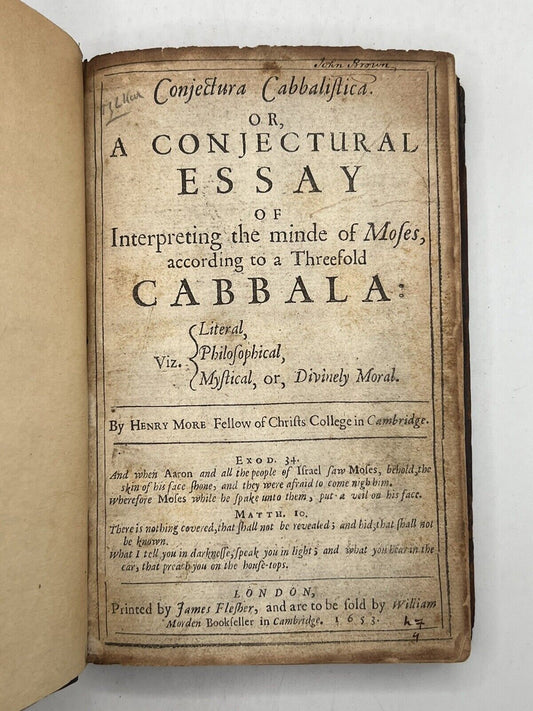 John Brown
Conjectura Cabbaliſtica.
OR,
A CONJECTURAL
ESSAY
OF
Interpreting the minde of Moſes,
according to a Threefold
CABBALA:
Viz.
Literal,
Philoſophical,
Myſtical, or, Divinely Moral.
By HENRY MORE Fellow of Chriſts College in Cambridge.
EXOD. 34.
And when Aaron and all the people of Israel ſaw Moſes, behold, the
skin of his face ſhone, and they were afraid to come nigh him.
Wherefore Moſes while he ſpake unto them, put a veil on his face.
MATTH. 10.
There is nothing covered, that ſhall not be revealed; and hid, that ſhall not
be known.
What I tell you in darkneſſe, ſpeak you in light; and what you hear in the
ear, that preach you on the houſe-tops.
LONDON,
Printed by James Fleſher, and are to be ſold by William
Morden Bookſeller in Cambridge. 1653.